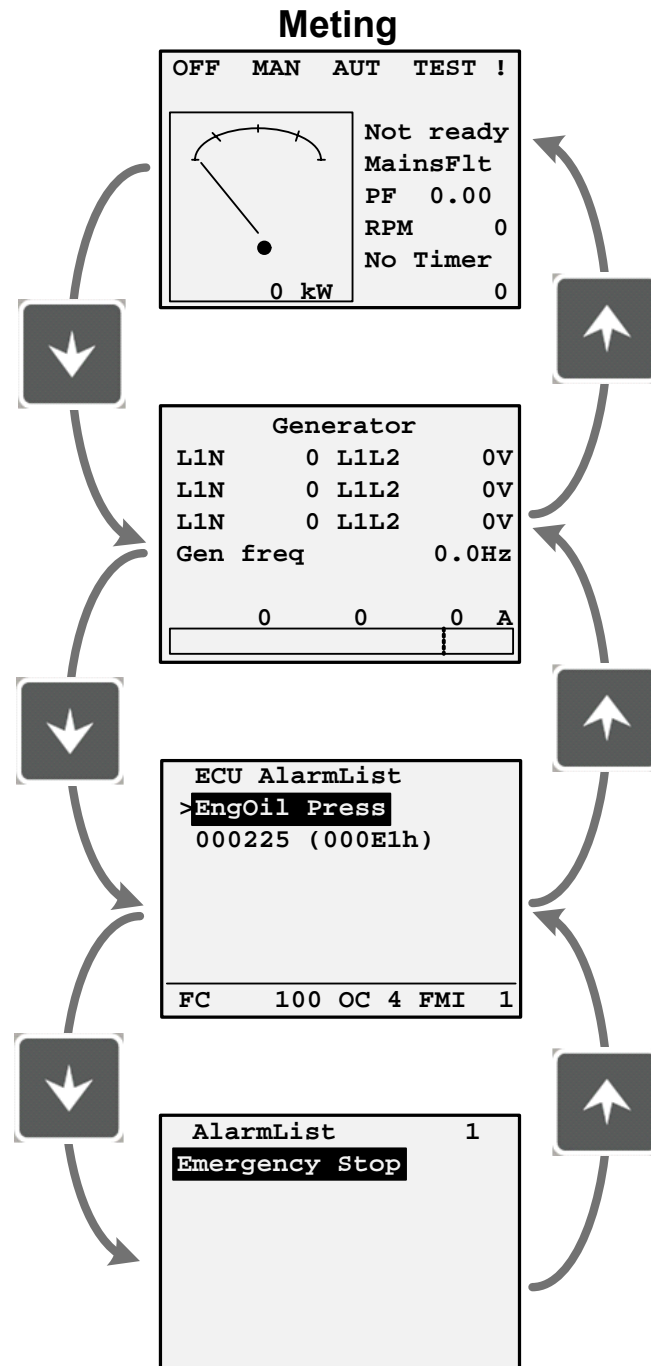 Meting
OFF MAN AUT TEST !
Not ready
MainsFlt
PF 0.00
RPM 0
No Timer
0 kW 0
Generator
L1N 0 L1L2 0V
L1N 0 L1L2 0V
L1N 0 L1L2 0V
Gen freq 0.0Hz
0 0 0 A
ECU AlarmList
>EngOil Press
000225 (000E1h)
FC 100 OC 4 FMI 1
AlarmList 1
Emergency Stop